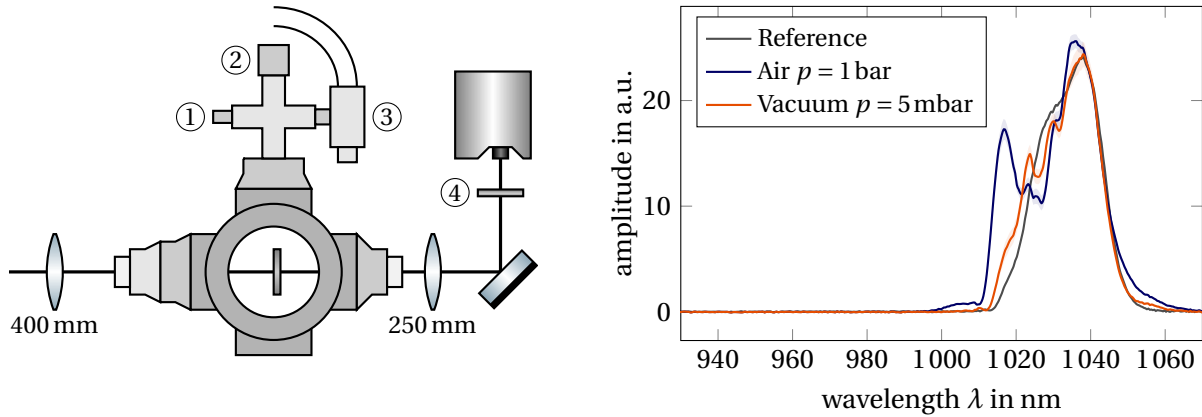 ①
②
③
④
400 mm
250 mm
Reference
Air p = 1 bar
Vacuum p = 5 mbar
amplitude in a.u.
20
10
0
940 960 980 1 000 1 020 1 040 1 060
wavelength λ in nm